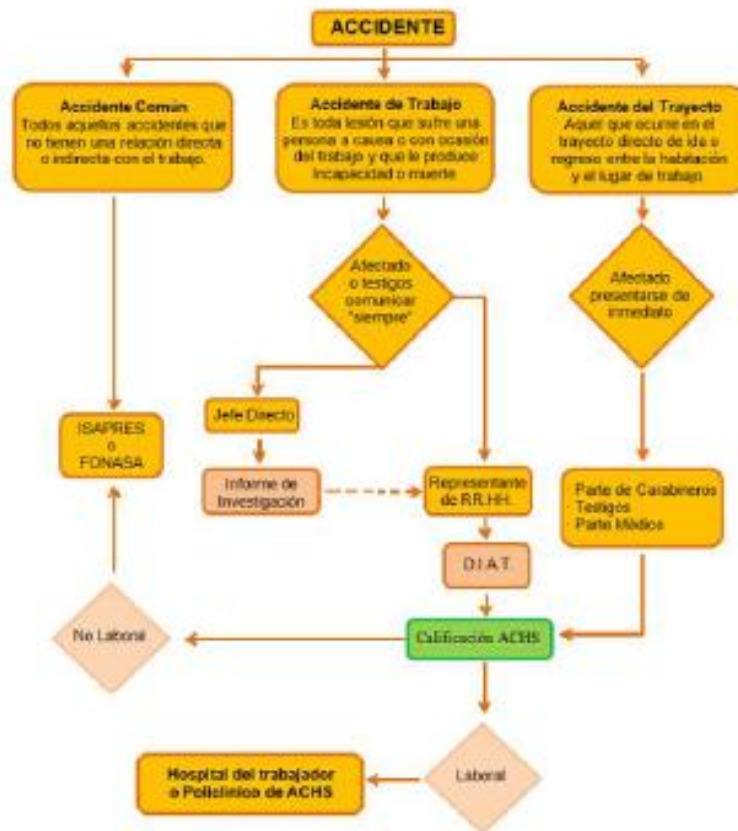 ACCIDENTE
Accidente Común
Todos aquellos accidentes que
no tienen una relación directa
o indirecta con el trabajo.
Accidente de Trabajo
Es toda lesión que sufre una
persona a causa o con ocasión
del trabajo y que le produce
Incapacidad o muerte
Accidente del Trayecto
Aquel que ocurre en el
trayecto directo de ida o
regreso entre la habitación
y el lugar de trabajo
Afectado
o testigos
comunicar
"siempre"
Afectado
presentarse de
inmediato
Jefe Directo
ISAPRES
o
FONASA
Informe de
Investigación
Representante
de RR.HH.
Parte de Carabineros
Testigos
Parte Médico
D.I.A.T.
No Laboral
Calificación ACHS
Laboral
Hospital del trabajador
o Policlínico de ACHS